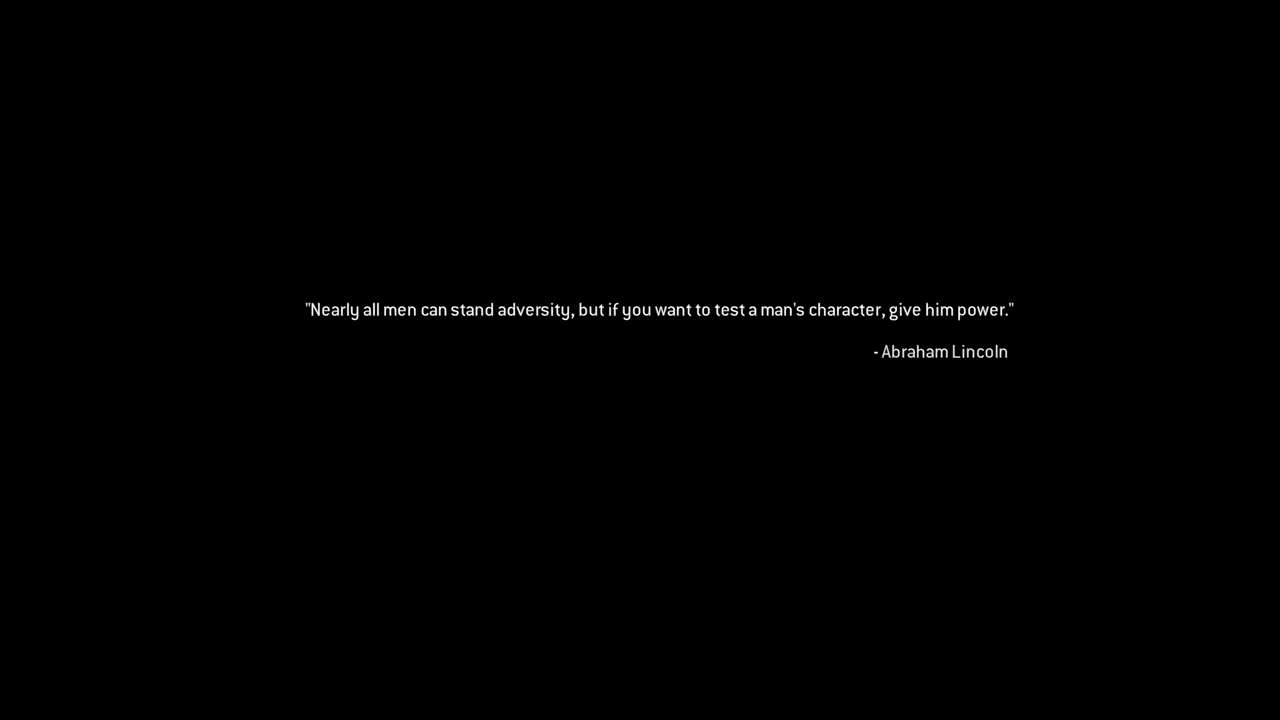 "Nearly all men can stand adversity, but if you want to test a man's character, give him power."
- Abraham Lincoln